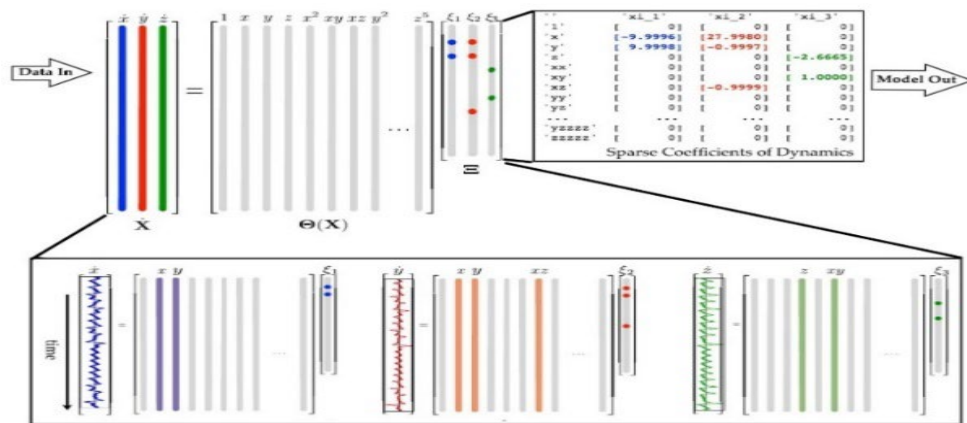 ẋ ẏ ż
1 x y z x² xy xz y² z⁵
ξ₁ ξ₂ ξ₃
Data In
=
...
Ẋ
Θ(X)
Ξ
'' 'xi_1' 'xi_2' 'xi_3'
'1' [ 0] [ 0] [ 0]
'x' [-9.9996] [27.9980] [ 0]
'y' [ 9.9998] [-0.9997] [ 0]
'z' [ 0] [ 0] [-2.6665]
'xx' [ 0] [ 0] [ 0]
'xy' [ 0] [ 0] [ 1.0000]
'xz' [ 0] [-0.9999] [ 0]
'yy' [ 0] [ 0] [ 0]
'yz' [ 0] [ 0] [ 0]
... ... ... ...
'yzzzz' [ 0] [ 0] [ 0]
'zzzzz' [ 0] [ 0] [ 0]
Sparse Coefficients of Dynamics
Model Out
ẋ x y ξ₁
ẏ x y xz ξ₂
ż z xy ξ₃
time
= ...
= ...
= ...